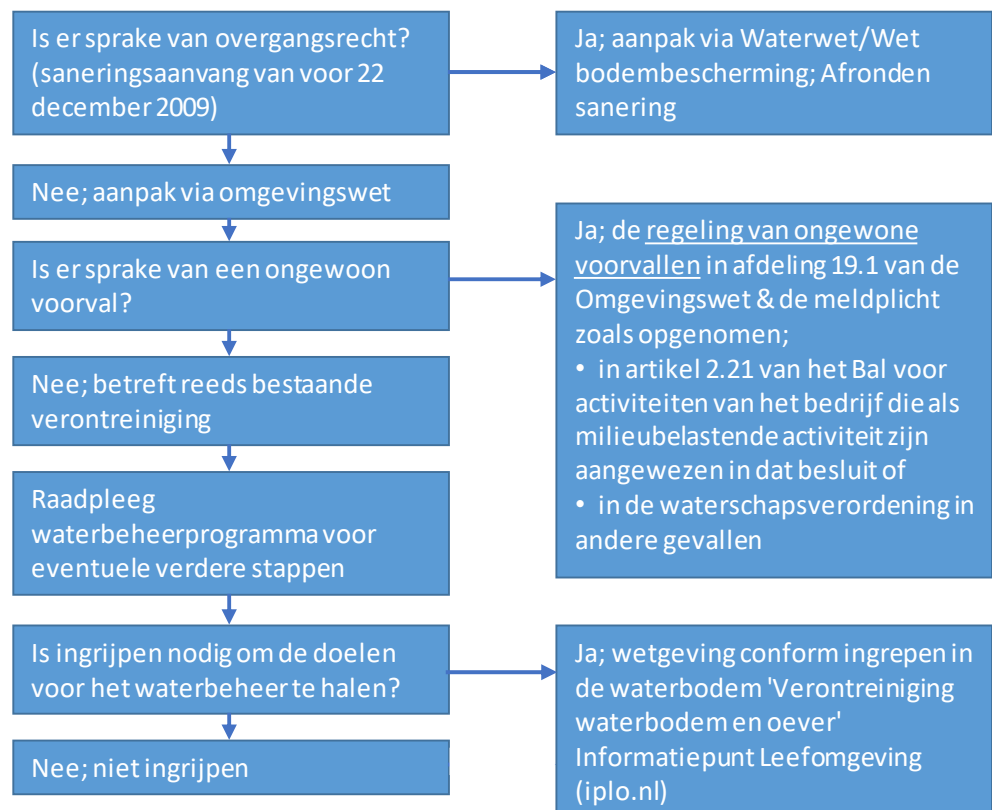 Is er sprake van overgangsrecht?
(saneringsaanvang van voor 22
december 2009)
Ja; aanpak via Waterwet/Wet
bodembescherming; Afronden
sanering
Nee; aanpak via omgevingswet
Is er sprake van een ongewoon
voorval?
Ja; de regeling van ongewone
voorvallen in afdeling 19.1 van de
Omgevingswet & de meldplicht
zoals opgenomen;
• in artikel 2.21 van het Bal voor
activiteiten van het bedrijf die als
milieubelastende activiteit zijn
aangewezen in dat besluit of
• in de waterschapsverordening in
andere gevallen
Nee; betreft reeds bestaande
verontreiniging
Raadpleeg
waterbeheerprogramma voor
eventuele verdere stappen
Is ingrijpen nodig om de doelen
voor het waterbeheer te halen?
Ja; wetgeving conform ingrepen in
de waterbodem 'Verontreiniging
waterbodem en oever'
Informatiepunt Leefomgeving
(iplo.nl)
Nee; niet ingrijpen